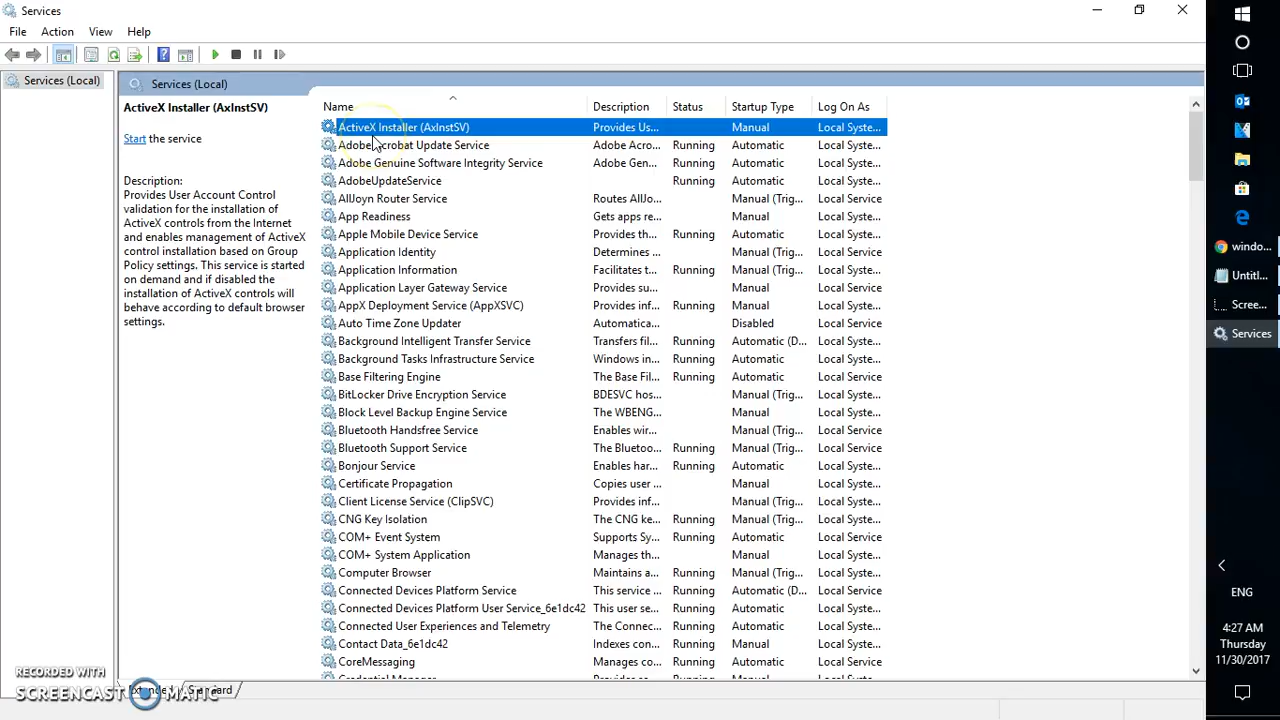 Services
File Action View Help
Services (Local)
Services (Local)
ActiveX Installer (AxInstSV)
Start the service
Description:
Provides User Account Control
validation for the installation of
ActiveX controls from the Internet
and enables management of ActiveX
control installation based on Group
Policy settings. This service is started
on demand and if disabled the
installation of ActiveX controls will
behave according to default browser
settings.
Name Description Status Startup Type Log On As
ActiveX Installer (AxInstSV) Provides Us... Manual Local Syste...
Adobe Acrobat Update Service Adobe Acro... Running Automatic Local Syste...
Adobe Genuine Software Integrity Service Adobe Gen... Running Automatic Local Syste...
AdobeUpdateService Running Automatic Local Syste...
AllJoyn Router Service Routes AllJo... Manual (Trig... Local Service
App Readiness Gets apps re... Manual Local Syste...
Apple Mobile Device Service Provides th... Running Automatic Local Syste...
Application Identity Determines ... Manual (Trig... Local Service
Application Information Facilitates t... Running Manual (Trig... Local Syste...
Application Layer Gateway Service Provides su... Manual Local Service
AppX Deployment Service (AppXSVC) Provides inf... Running Manual Local Syste...
Auto Time Zone Updater Automatica... Disabled Local Service
Background Intelligent Transfer Service Transfers fil... Running Automatic (D... Local Syste...
Background Tasks Infrastructure Service Windows in... Running Automatic Local Syste...
Base Filtering Engine The Base Fil... Running Automatic Local Service
BitLocker Drive Encryption Service BDESVC hos... Manual (Trig... Local Syste...
Block Level Backup Engine Service The WBENG... Manual Local Syste...
Bluetooth Handsfree Service Enables wir... Manual (Trig... Local Service
Bluetooth Support Service The Bluetoo... Running Manual (Trig... Local Service
Bonjour Service Enables har... Running Automatic Local Syste...
Certificate Propagation Copies user ... Manual Local Syste...
Client License Service (ClipSVC) Provides inf... Manual (Trig... Local Syste...
CNG Key Isolation The CNG ke... Running Manual (Trig... Local Syste...
COM+ Event System Supports Sy... Running Automatic Local Service
COM+ System Application Manages th... Manual Local Syste...
Computer Browser Maintains a... Running Manual (Trig... Local Syste...
Connected Devices Platform Service This service ... Running Automatic (D... Local Service
Connected Devices Platform User Service_6e1dc42 This user se... Running Automatic Local Syste...
Connected User Experiences and Telemetry The Connec... Running Automatic Local Syste...
Contact Data_6e1dc42 Indexes con... Running Manual Local Syste...
CoreMessaging Manages co... Running Automatic Local Service
RECORDED WITH
SCREENCAST MATIC
Standard
windo...
Untitl...
Scree...
Services
ENG
4:27 AM
Thursday
11/30/2017